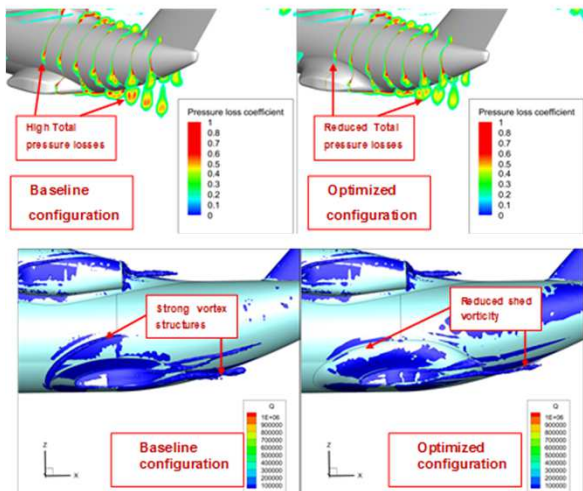 High Total
pressure losses
Baseline
configuration
Pressure loss coefficient
1
0.9
0.8
0.7
0.6
0.5
0.4
0.3
0.2
0.1
0
Reduced Total
pressure losses
Optimized
configuration
Pressure loss coefficient
1
0.9
0.8
0.7
0.6
0.5
0.4
0.3
0.2
0.1
0
Strong vortex
structures
Z
X
Baseline
configuration
Q
1E+06
900000
800000
700000
600000
500000
400000
300000
200000
100000
Reduced shed
vorticity
Z
X
Optimized
configuration
Q
1E+06
900000
800000
700000
600000
500000
400000
300000
200000
100000